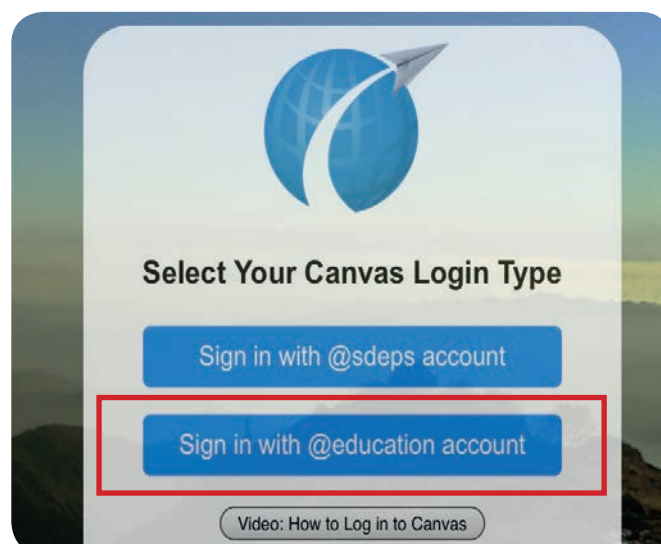 Select Your Canvas Login Type
Sign in with @sdeps account
Sign in with @education account
Video: How to Log in to Canvas